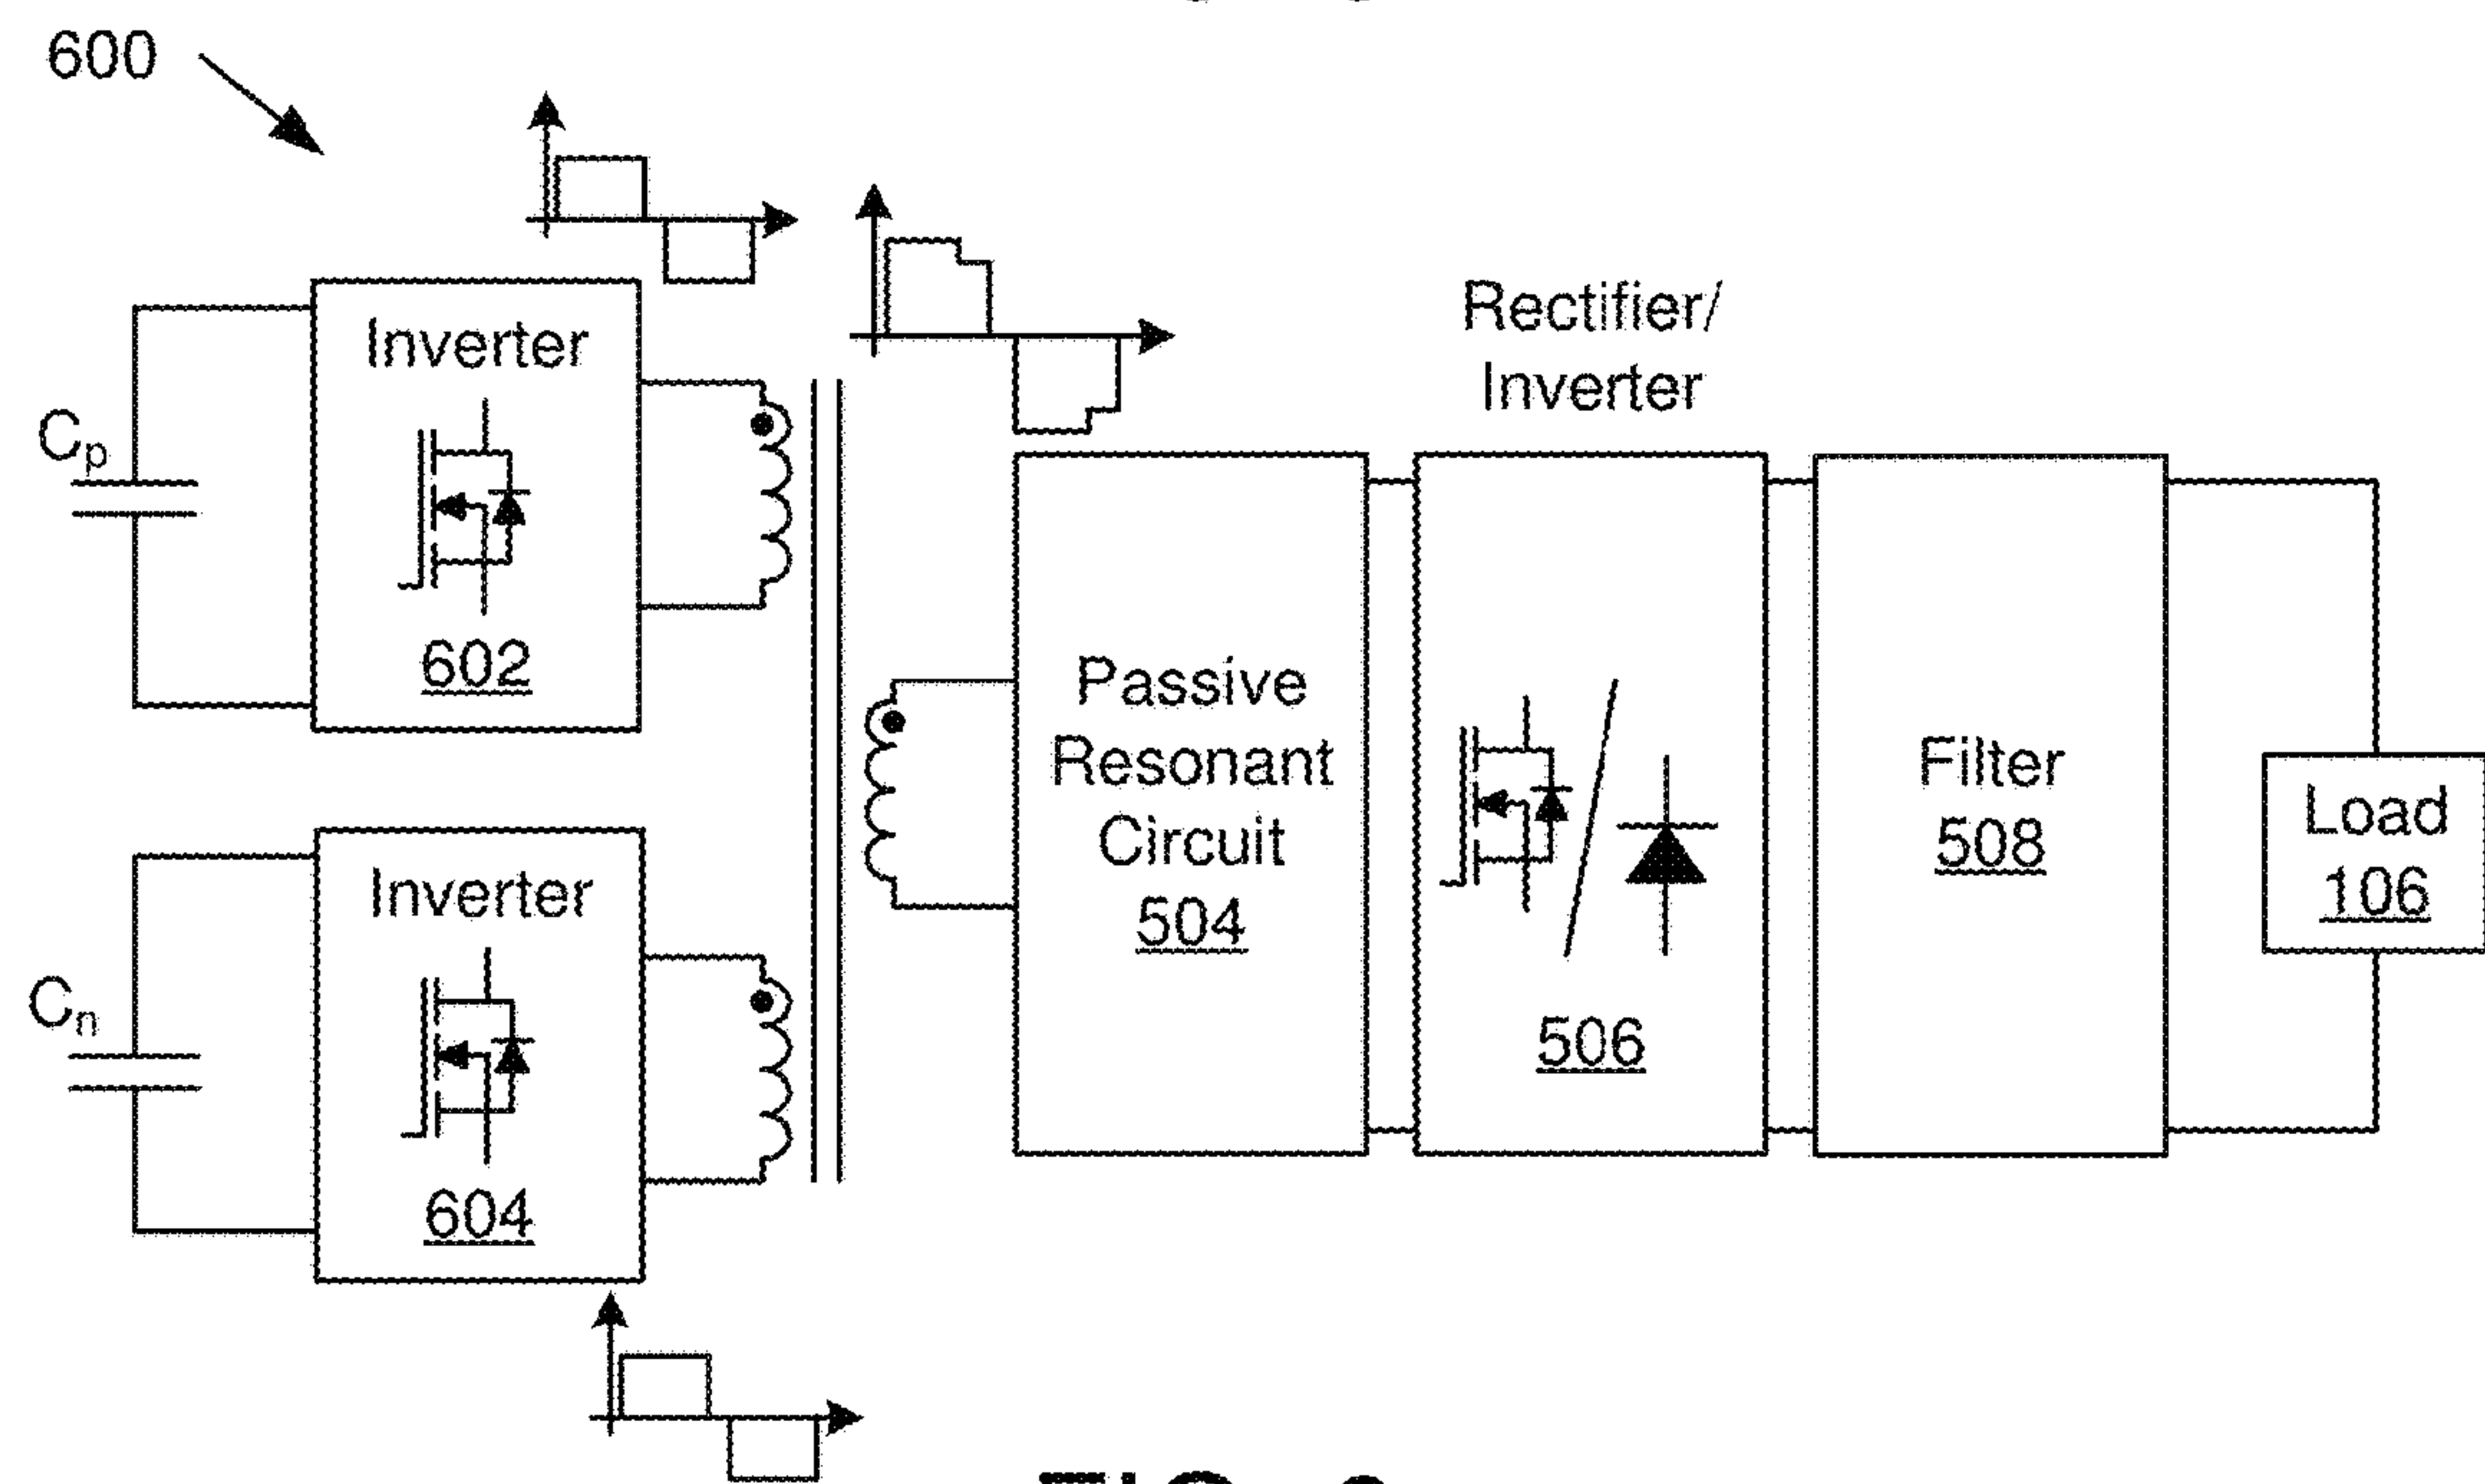 600
Inverter
602
Cp
Inverter
604
Cn
Passive
Resonant
Circuit
504
Rectifier/
Inverter
506
Filter
508
Load
106